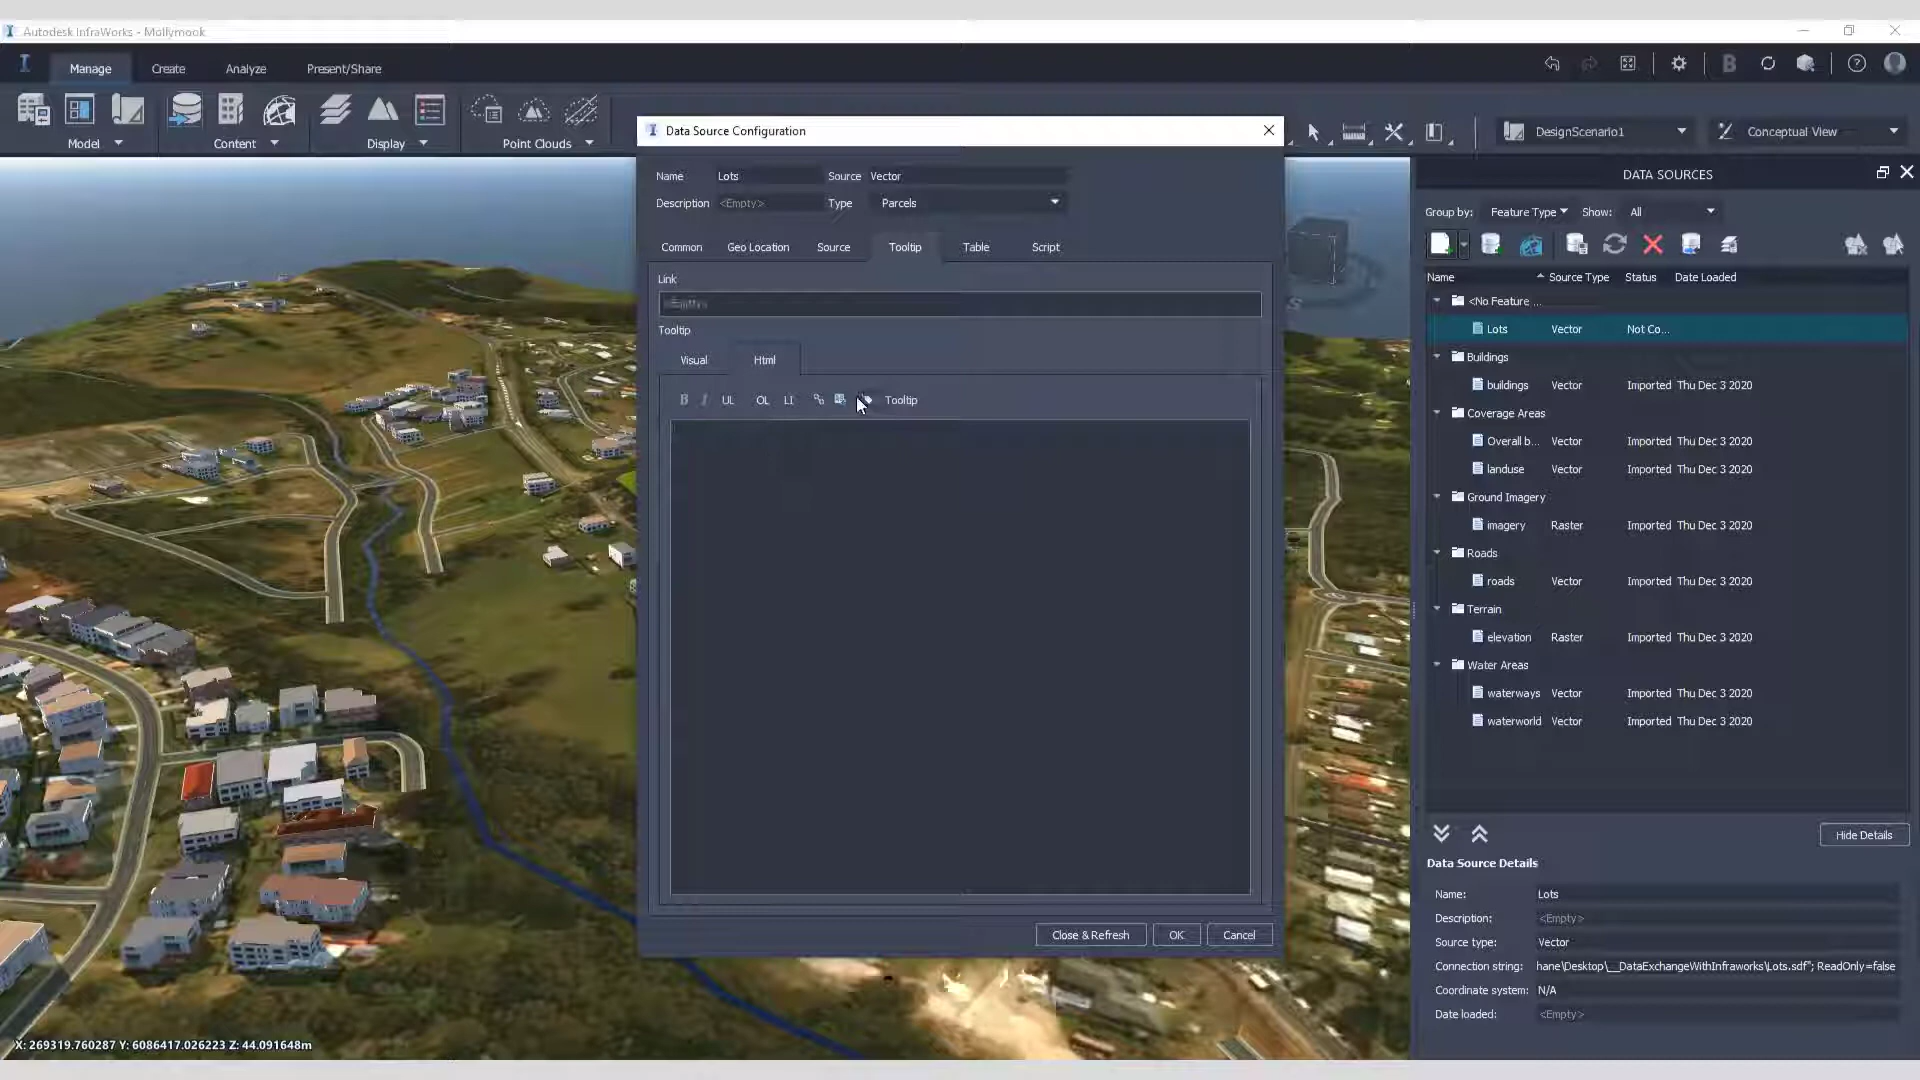 Autodesk InfraWorks - Mollymook
Manage
Create
Analyze
Present/Share
Model
Content
Display
Point Clouds
DesignScenario1
Conceptual View
Data Source Configuration
Name
Lots
Source
Vector
Description
<Empty>
Type
Parcels
Common
Geo Location
Source
Tooltip
Table
Script
Link
<Empty>
Tooltip
Visual
Html
B
I
UL
OL
LI
Tooltip
Close & Refresh
OK
Cancel
DATA SOURCES
Group by:
Feature Type
Show:
All
Name
Source Type
Status
Date Loaded
<No Feature ...
Lots Vector Not Co...
Buildings
buildings Vector Imported Thu Dec 3 2020
Coverage Areas
Overall b... Vector Imported Thu Dec 3 2020
landuse Vector Imported Thu Dec 3 2020
Ground Imagery
imagery Raster Imported Thu Dec 3 2020
Roads
roads Vector Imported Thu Dec 3 2020
Terrain
elevation Raster Imported Thu Dec 3 2020
Water Areas
waterways Vector Imported Thu Dec 3 2020
waterworld Vector Imported Thu Dec 3 2020
Hide Details
Data Source Details
Name: Lots
Description: <Empty>
Source type: Vector
Connection string: hane\Desktop\__DataExchangeWithInfraworks\Lots.sdf"; ReadOnly=false
Coordinate system: N/A
Date loaded: <Empty>
X: 269319.760287 Y: 6086417.026223 Z: 44.091648m